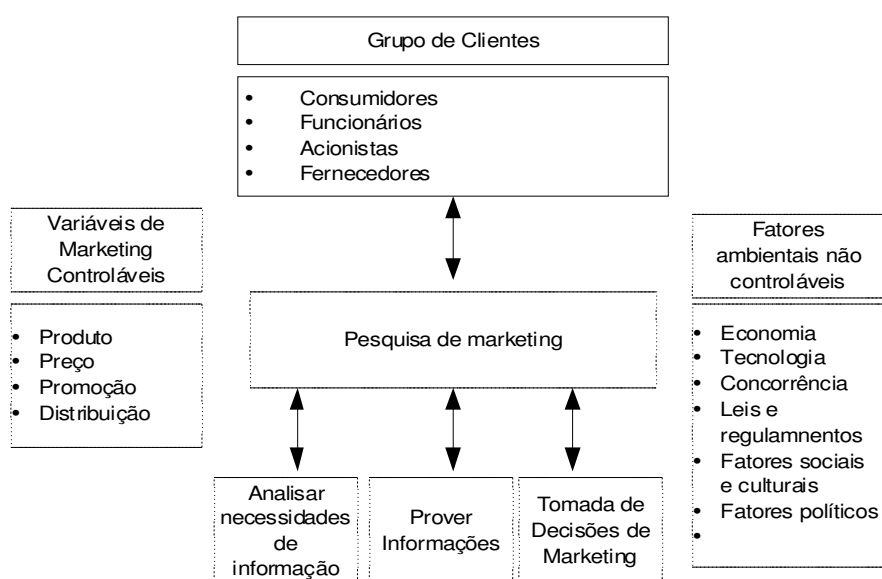 Grupo de Clientes
• Consumidores
• Funcionários
• Acionistas
• Fernecedores
Variáveis de
Marketing
Controláveis
• Produto
• Preço
• Promoção
• Distribuição
Pesquisa de marketing
Fatores
ambientais não
controláveis
• Economia
• Tecnologia
• Concorrência
• Leis e
regulamnentos
• Fatores sociais
e culturais
• Fatores políticos
•
Analisar
necessidades
de
informação
Prover
Informações
Tomada de
Decisões de
Marketing